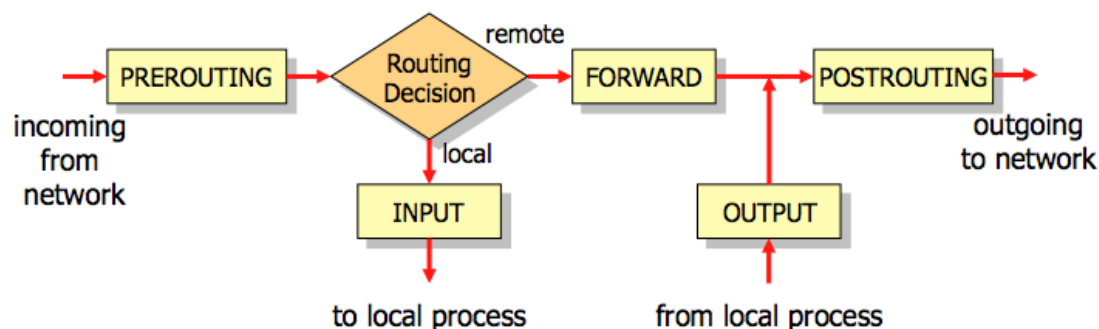 remote
PREROUTING
Routing
Decision
FORWARD
POSTROUTING
incoming
from
network
local
outgoing
to network
INPUT
OUTPUT
to local process
from local process